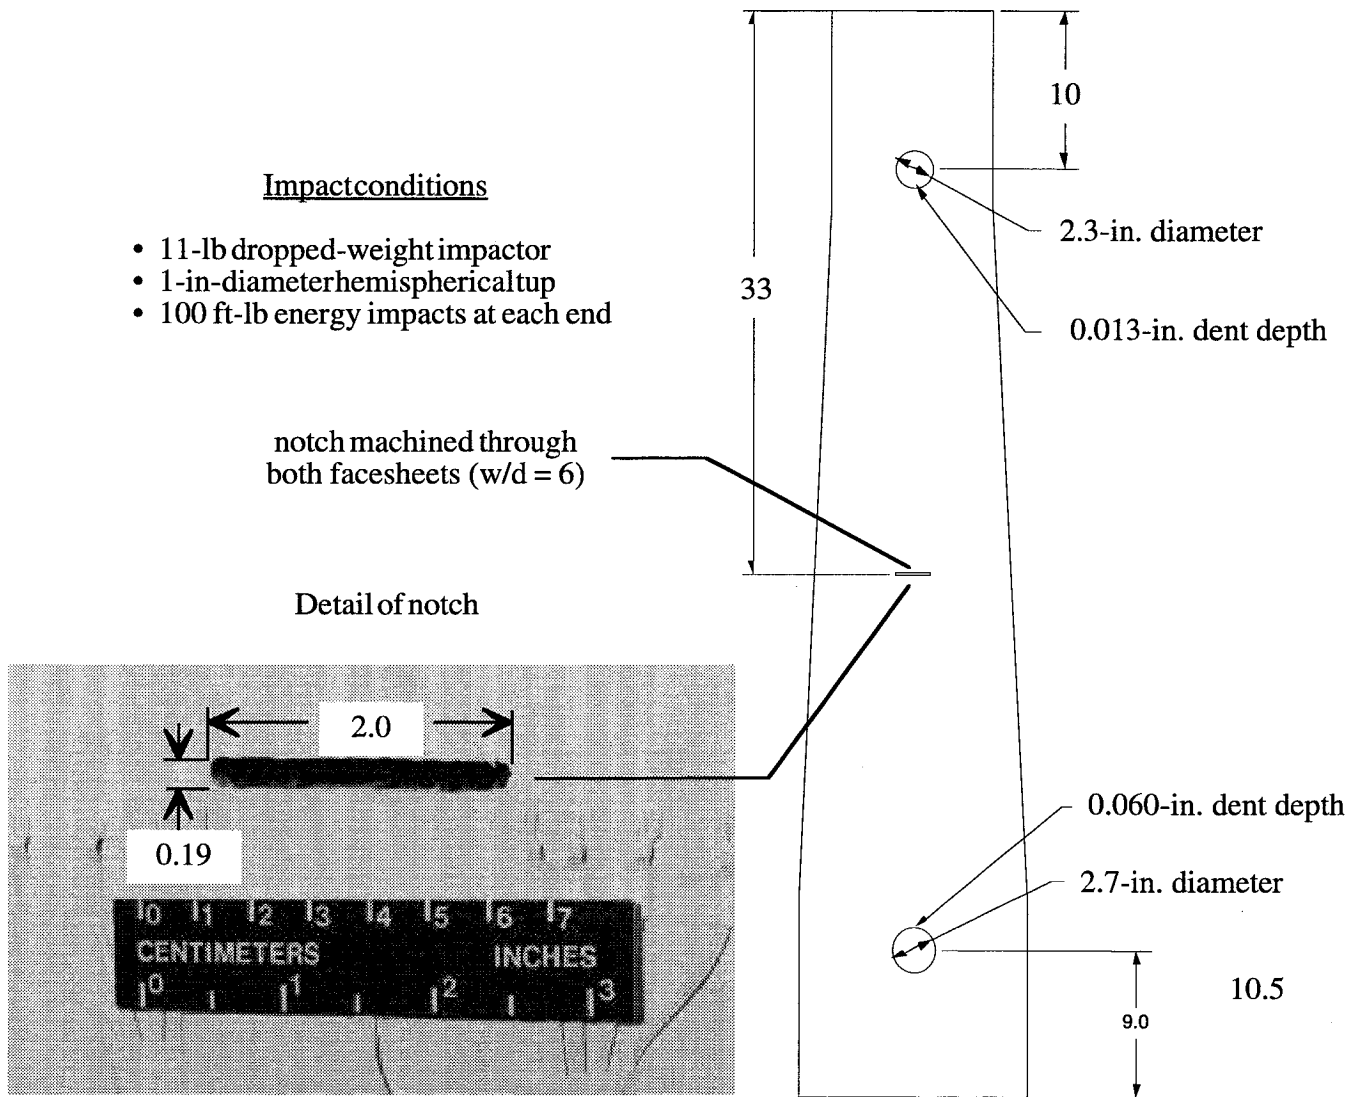 Impactconditions
• 11-lb dropped-weight impactor
• 1-in-diameterhemisphericaltup
• 100 ft-lb energy impacts at each end
10
2.3-in. diameter
33
0.013-in. dent depth
notch machined through
both facesheets (w/d = 6)
Detail of notch
2.0
0.19
0 1 2 3 4 5 6 7
CENTIMETERS INCHES
0 1 2 3
0.060-in. dent depth
2.7-in. diameter
10.5
9.0